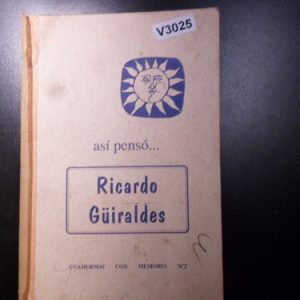 V3025
así pensó...
Ricardo
Güiraldes
CUADERNOS CON MEMORIA Nº2